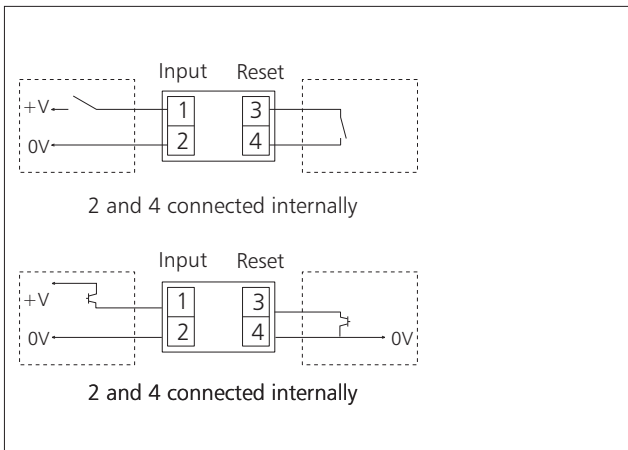 Input Reset
+V 1 3
0V 2 4
2 and 4 connected internally
Input Reset
+V 1 3
0V 2 4 0V
2 and 4 connected internally